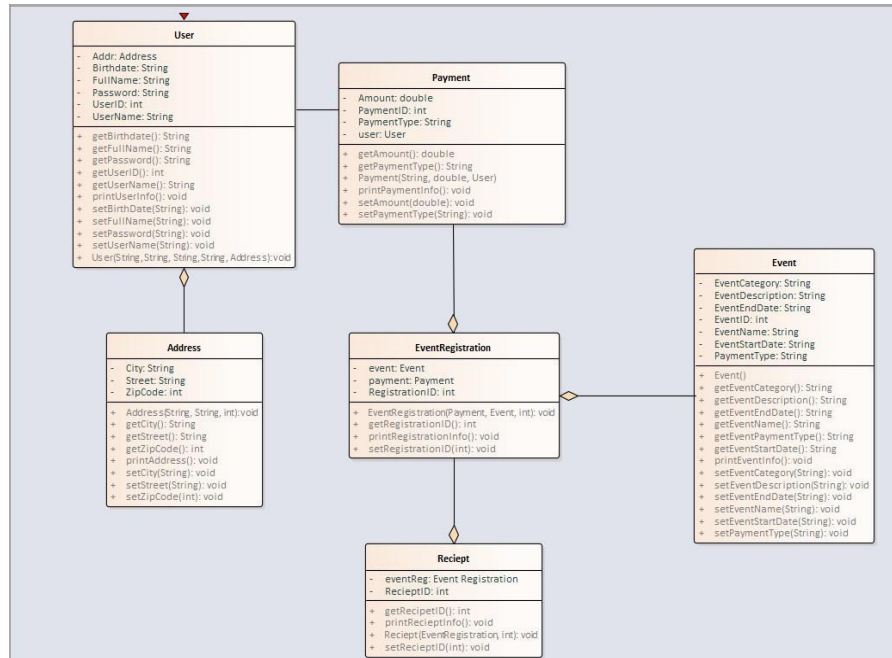 User
- Addr: Address
- Birthdate: String
- FullName: String
- Password: String
- UserID: int
- UserName: String
+ getBirthdate(): String
+ getFullName(): String
+ getPassword(): String
+ getUserID(): int
+ getUserName(): String
+ printUserInfo(): void
+ setBirthDate(String): void
+ setFullName(String): void
+ setPassword(String): void
+ setUserName(String): void
+ User(String,String, String,String, Address):void
Payment
- Amount: double
- PaymentID: int
- PaymentType: String
- user: User
+ getAmount(): double
+ getPaymentType(): String
+ Payment(String, double, User)
+ printPaymentInfo(): void
+ setAmount(double): void
+ setPaymentType(String): void
Event
- EventCategory: String
- EventDescription: String
- EventEndDate: String
- EventID: int
- EventName: String
- EventStartDate: String
- PaymentType: String
+ Event()
+ getEventCategory(): String
+ getEventDescription(): String
+ getEventEndDate(): String
+ getEventName(): String
+ getEventPaymentType(): String
+ getEventStartDate(): String
+ printEventInfo(): void
+ setEventCategory(String): void
+ setEventDescription(String): void
+ setEventEndDate(String): void
+ setEventName(String): void
+ setEventStartDate(String): void
+ setPaymentType(String): void
Address
- City: String
- Street: String
- ZipCode: int
+ Address(String, String, int):void
+ getCity(): String
+ getStreet(): String
+ getZipCode(): int
+ printAddress(): void
+ setCity(String): void
+ setStreet(String): void
+ setZipCode(int): void
EventRegistration
- event: Event
- payment: Payment
- RegistrationID: int
+ EventRegistration(Payment, Event, int): void
+ getRegistrationID(): int
+ printRegistrationInfo(): void
+ setRegistrationID(int): void
Reciept
- eventReg: Event Registration
- RecieptID: int
+ getRecipetID(): int
+ printRecieptInfo(): void
+ Reciept(EventRegistration, int): void
+ setRecieptID(int): void